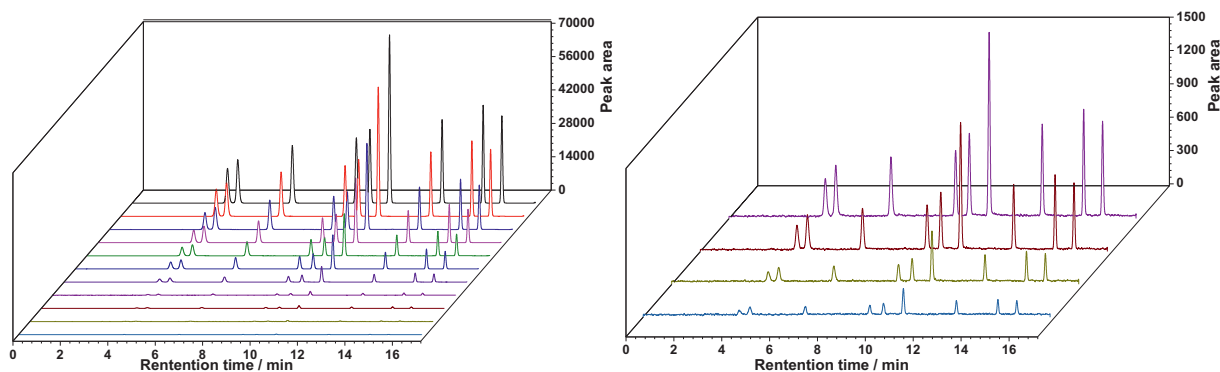 70000
56000
42000
28000
14000
0
Peak area
0 2 4 6 8 10 12 14 16
Rentention time / min
1500
1200
900
600
300
0
Peak area
0 2 4 6 8 10 12 14 16
Rentention time / min